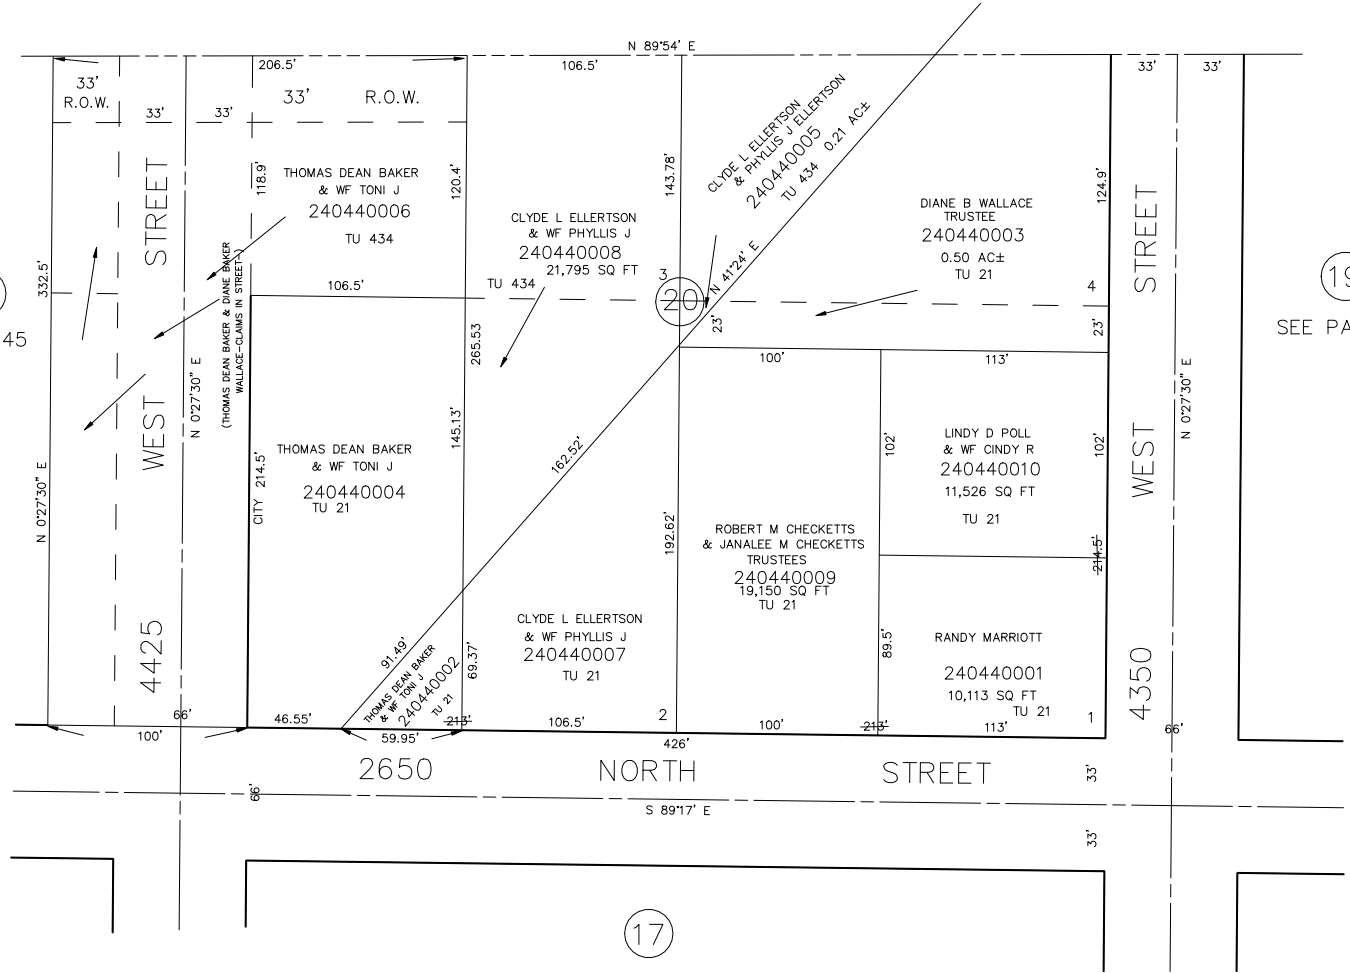 N 89°54' E
33'
R.O.W.
206.5'
106.5'
33'
33'
33'
R.O.W.
33'
33'
STREET
118.9'
THOMAS DEAN BAKER
& WF TONI J
240440006
TU 434
120.4'
CLYDE L ELLERTSON
& WF PHYLLIS J
240440008
21,795 SQ FT
TU 434
143.78'
CLYDE L ELLERTSON
& PHYLLIS J ELLERTSON
240440005
TU 434 0.21 AC±
DIANE B WALLACE
TRUSTEE
240440003
0.50 AC±
TU 21
124.9'
STREET
332.5'
(THOMAS DEAN BAKER & DIANE BAKER
WALLACE-CLAIMS IN STREET-)
106.5'
3
20
N 41°24' E
23'
4
23'
19
SEE PA
45
N 0°27'30" E
265.53
100'
113'
N 0°27'30" E
WEST
145.13'
162.52'
102'
LINDY D POLL
& WF CINDY R
240440010
11,526 SQ FT
TU 21
102'
WEST
N 0°27'30" E
CITY 214.5'
THOMAS DEAN BAKER
& WF TONI J
240440004
TU 21
192.62'
ROBERT M CHECKETTS
& JANALEE M CHECKETTS
TRUSTEES
240440009
19,150 SQ FT
TU 21
214.5'
4425
91.49'
THOMAS DEAN BAKER
& WF TONI J
240440002
TU 21
69.37'
CLYDE L ELLERTSON
& WF PHYLLIS J
240440007
TU 21
89.5'
RANDY MARRIOTT
240440001
10,113 SQ FT
TU 21
4350
66'
100'
46.55'
59.95'
213'
106.5'
2
426'
100'
213'
113'
1
66'
2650 NORTH STREET
33'
66'
S 89°17' E
33'
17